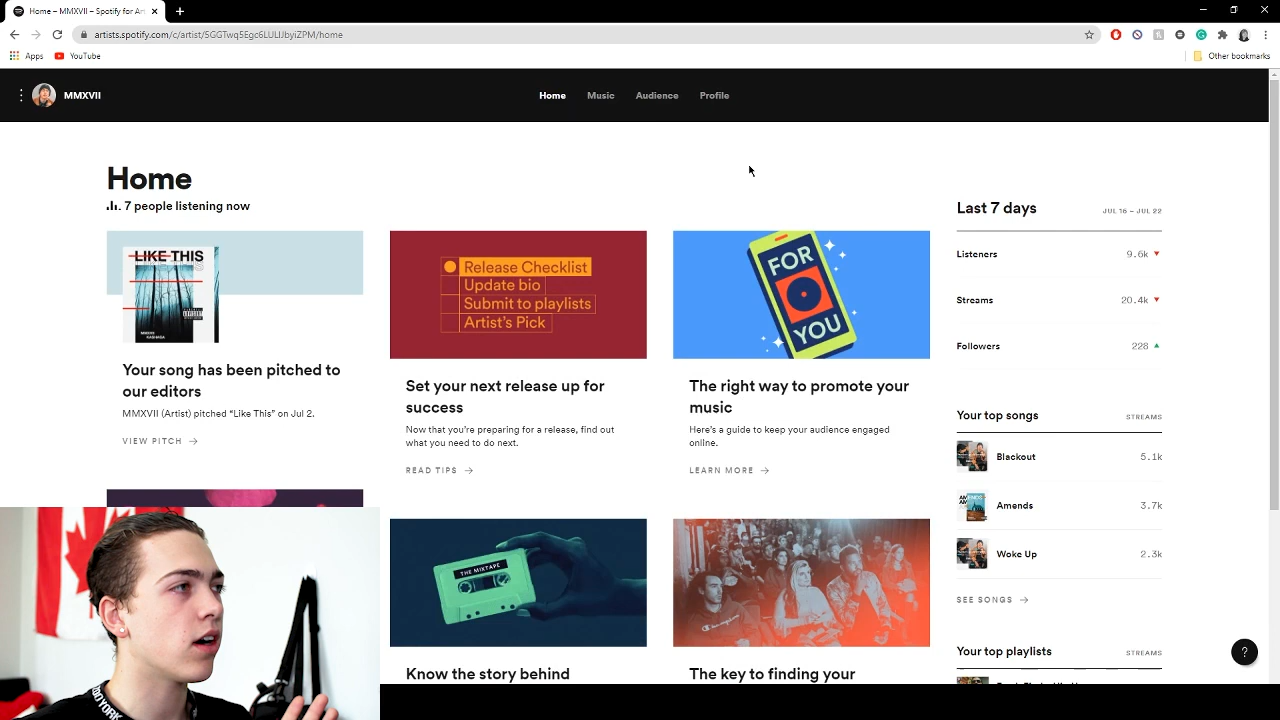 Home – MMXVII – Spotify for Art
artists.spotify.com/c/artist/5GGTwq5Egc6LULIJbyiZPM/home
Apps
YouTube
Other bookmarks
MMXVII
Home
Music
Audience
Profile
Home
7 people listening now
LIKE THIS
Your song has been pitched to
our editors
MMXVII (Artist) pitched “Like This” on Jul 2.
VIEW PITCH
Release Checklist
Update bio
Submit to playlists
Artist's Pick
Set your next release up for
success
Now that you're preparing for a release, find out
what you need to do next.
READ TIPS
FOR
YOU
The right way to promote your
music
Here's a guide to keep your audience engaged
online.
LEARN MORE
THE MIXTAPE
Know the story behind
The key to finding your
Last 7 days
JUL 16 – JUL 22
Listeners
9.6k
Streams
20.4k
Followers
228
Your top songs
STREAMS
Blackout
5.1k
Amends
3.7k
Woke Up
2.3k
SEE SONGS
Your top playlists
STREAMS
?